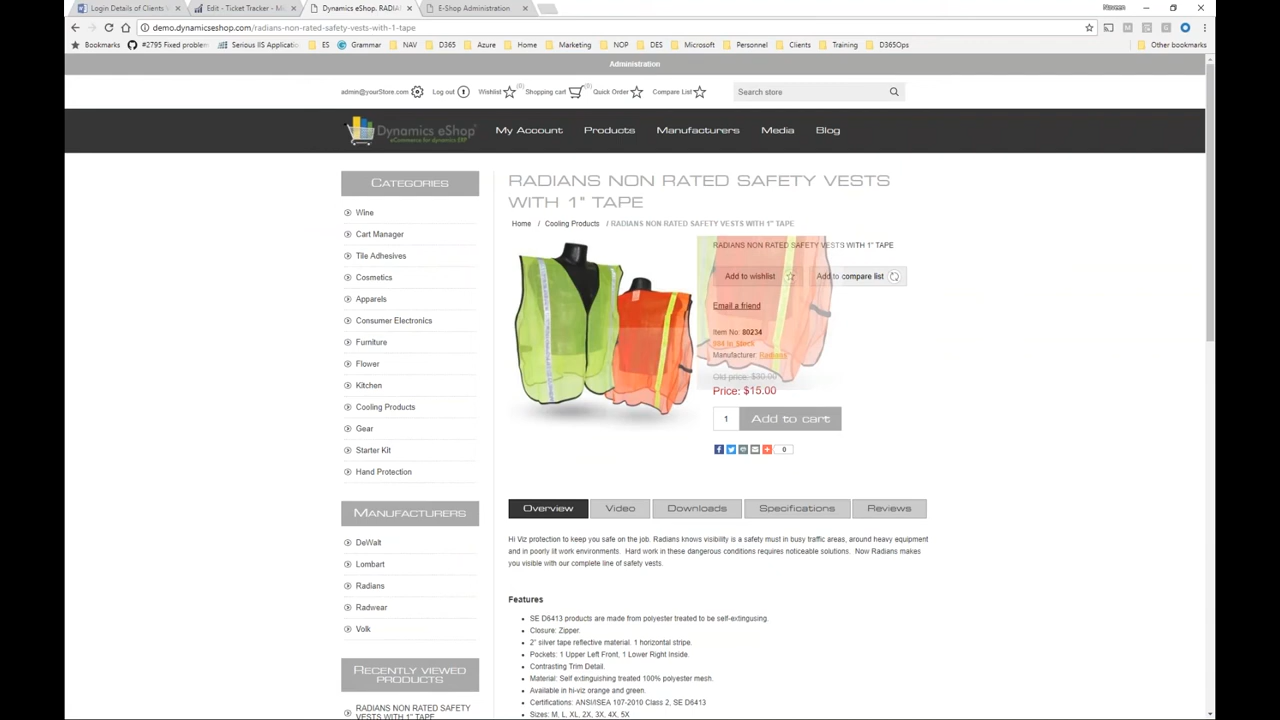 Login Details of Clients
Edit - Ticket Tracker - M
Dynamics eShop. RADIA
E-Shop Administration
demo.dynamicseshop.com/radians-non-rated-safety-vests-with-1-tape
Bookmarks
#2795 Fixed problem
Serious IIS Applicatio
ES
Grammar
NAV
D365
Azure
Home
Marketing
NOP
DES
Microsoft
Personnel
Clients
Training
D365Ops
Other bookmarks
Administration
admin@yourStore.com
Log out
Wishlist (0)
Shopping cart (0)
Quick Order
Compare List
Search store
Dynamics eShop
eCommerce for dynamics ERP
My Account
Products
Manufacturers
Media
Blog
CATEGORIES
Wine
Cart Manager
Tile Adhesives
Cosmetics
Apparels
Consumer Electronics
Furniture
Flower
Kitchen
Cooling Products
Gear
Starter Kit
Hand Protection
MANUFACTURERS
DeWalt
Lombart
Radians
Radwear
Volk
RECENTLY VIEWED
PRODUCTS
RADIANS NON RATED SAFETY
VESTS WITH 1" TAPE
RADIANS NON RATED SAFETY VESTS
WITH 1" TAPE
Home / Cooling Products / RADIANS NON RATED SAFETY VESTS WITH 1" TAPE
RADIANS NON RATED SAFETY VESTS WITH 1" TAPE
Add to wishlist
Add to compare list
Email a friend
Item No: 80234
984 In Stock
Manufacturer: Radians
Old price: $30.00
Price: $15.00
1
Add to cart
0
Overview
Video
Downloads
Specifications
Reviews
Hi Viz protection to keep you safe on the job. Radians knows visibility is a safety must in busy traffic areas, around heavy equipment
and in poorly lit work environments. Hard work in these dangerous conditions requires noticeable solutions. Now Radians makes
you visible with our complete line of safety vests.
Features
SE D6413 products are made from polyester treated to be self-extingusing.
Closure: Zipper.
2" silver tape reflective material. 1 horizontal stripe.
Pockets: 1 Upper Left Front, 1 Lower Right Inside.
Contrasting Trim Detail.
Material: Self extinguishing treated 100% polyester mesh.
Available in hi-viz orange and green.
Certifications: ANSI/ISEA 107-2010 Class 2, SE D6413
Sizes: M, L, XL, 2X, 3X, 4X, 5X